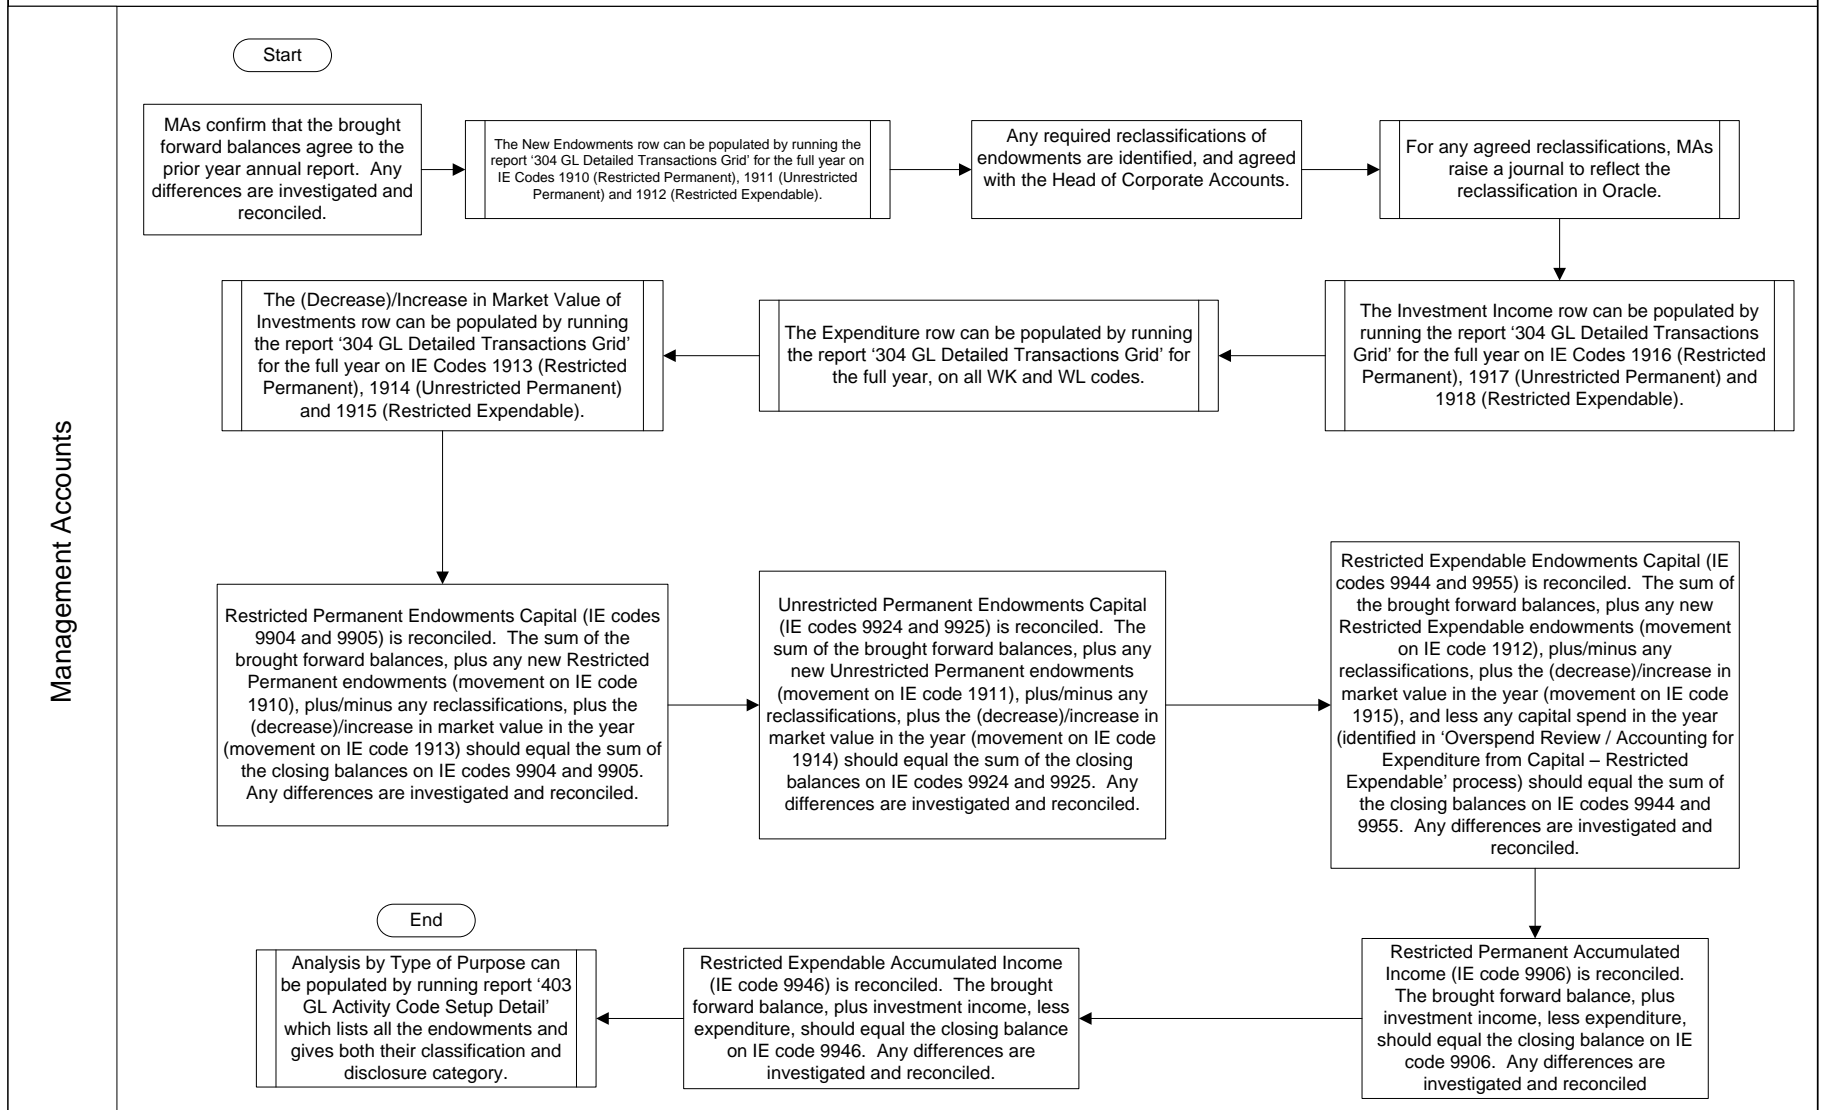 Management Accounts
Start
MAs confirm that the brought
forward balances agree to the
prior year annual report.  Any
differences are investigated and
reconciled.
The New Endowments row can be populated by running the
report ‘304 GL Detailed Transactions Grid’ for the full year on
IE Codes 1910 (Restricted Permanent), 1911 (Unrestricted
Permanent) and 1912 (Restricted Expendable).
Any required reclassifications of
endowments are identified, and agreed
with the Head of Corporate Accounts.
For any agreed reclassifications, MAs
raise a journal to reflect the
reclassification in Oracle.
The Investment Income row can be populated by
running the report ‘304 GL Detailed Transactions
Grid’ for the full year on IE Codes 1916 (Restricted
Permanent), 1917 (Unrestricted Permanent) and
1918 (Restricted Expendable).
The Expenditure row can be populated by running
the report ‘304 GL Detailed Transactions Grid’ for
the full year, on all WK and WL codes.
The (Decrease)/Increase in Market Value of
Investments row can be populated by running
the report ‘304 GL Detailed Transactions Grid’
for the full year on IE Codes 1913 (Restricted
Permanent), 1914 (Unrestricted Permanent)
and 1915 (Restricted Expendable).
Restricted Permanent Endowments Capital (IE codes
9904 and 9905) is reconciled.  The sum of the
brought forward balances, plus any new Restricted
Permanent endowments (movement on IE code
1910), plus/minus any reclassifications, plus the
(decrease)/increase in market value in the year
(movement on IE code 1913) should equal the sum of
the closing balances on IE codes 9904 and 9905.
Any differences are investigated and reconciled.
Unrestricted Permanent Endowments Capital
(IE codes 9924 and 9925) is reconciled.  The
sum of the brought forward balances, plus any
new Unrestricted Permanent endowments
(movement on IE code 1911), plus/minus any
reclassifications, plus the (decrease)/increase in
market value in the year (movement on IE code
1914) should equal the sum of the closing
balances on IE codes 9924 and 9925.  Any
differences are investigated and reconciled.
Restricted Expendable Endowments Capital (IE
codes 9944 and 9955) is reconciled.  The sum of
the brought forward balances, plus any new
Restricted Expendable endowments (movement
on IE code 1912), plus/minus any
reclassifications, plus the (decrease)/increase in
market value in the year (movement on IE code
1915), and less any capital spend in the year
(identified in ‘Overspend Review / Accounting for
Expenditure from Capital – Restricted
Expendable’ process) should equal the sum of
the closing balances on IE codes 9944 and
9955.  Any differences are investigated and
reconciled.
Restricted Permanent Accumulated
Income (IE code 9906) is reconciled.
The brought forward balance, plus
investment income, less expenditure,
should equal the closing balance on IE
code 9906.  Any differences are
investigated and reconciled
Restricted Expendable Accumulated Income
(IE code 9946) is reconciled.  The brought
forward balance, plus investment income, less
expenditure, should equal the closing balance
on IE code 9946.  Any differences are
investigated and reconciled.
End
Analysis by Type of Purpose can
be populated by running report ‘403
GL Activity Code Setup Detail’
which lists all the endowments and
gives both their classification and
disclosure category.